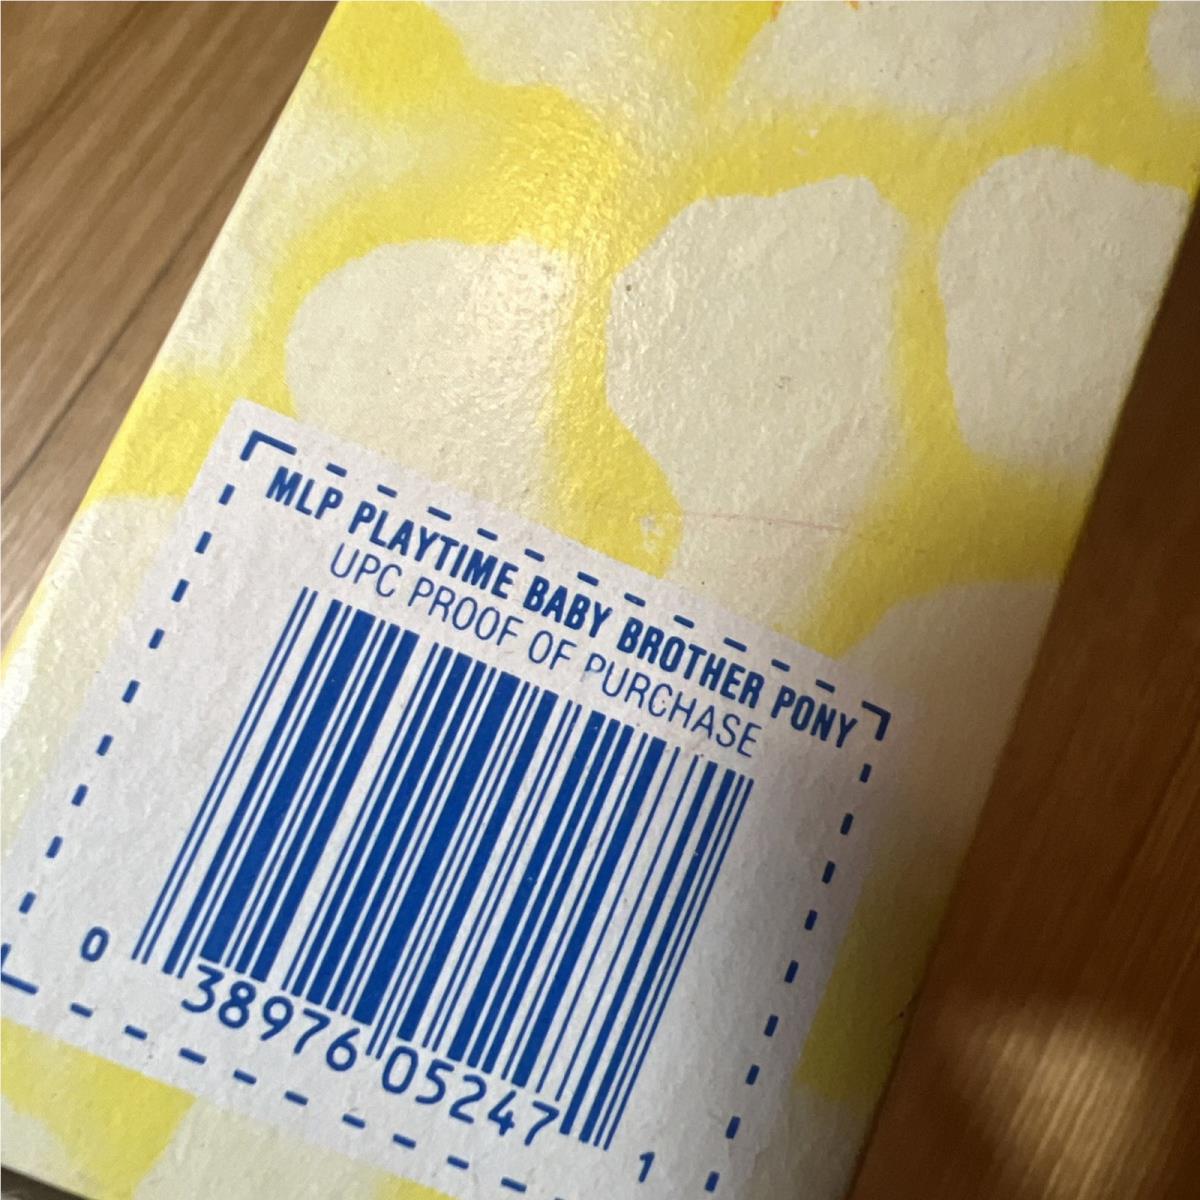 MLP PLAYTIME BABY BROTHER PONY
UPC PROOF OF PURCHASE
0 38976 05247 1